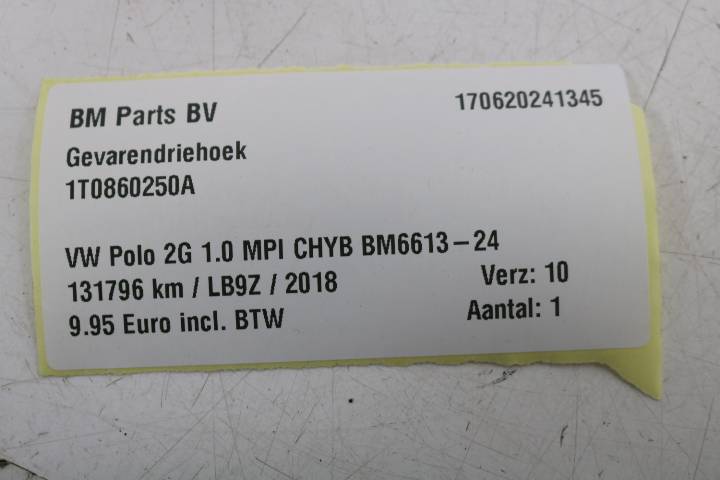 BM Parts BV 170620241345
Gevarendriehoek
1T0860250A
VW Polo 2G 1.0 MPI CHYB BM6613-24
131796 km / LB9Z / 2018 Verz: 10
9.95 Euro incl. BTW Aantal: 1